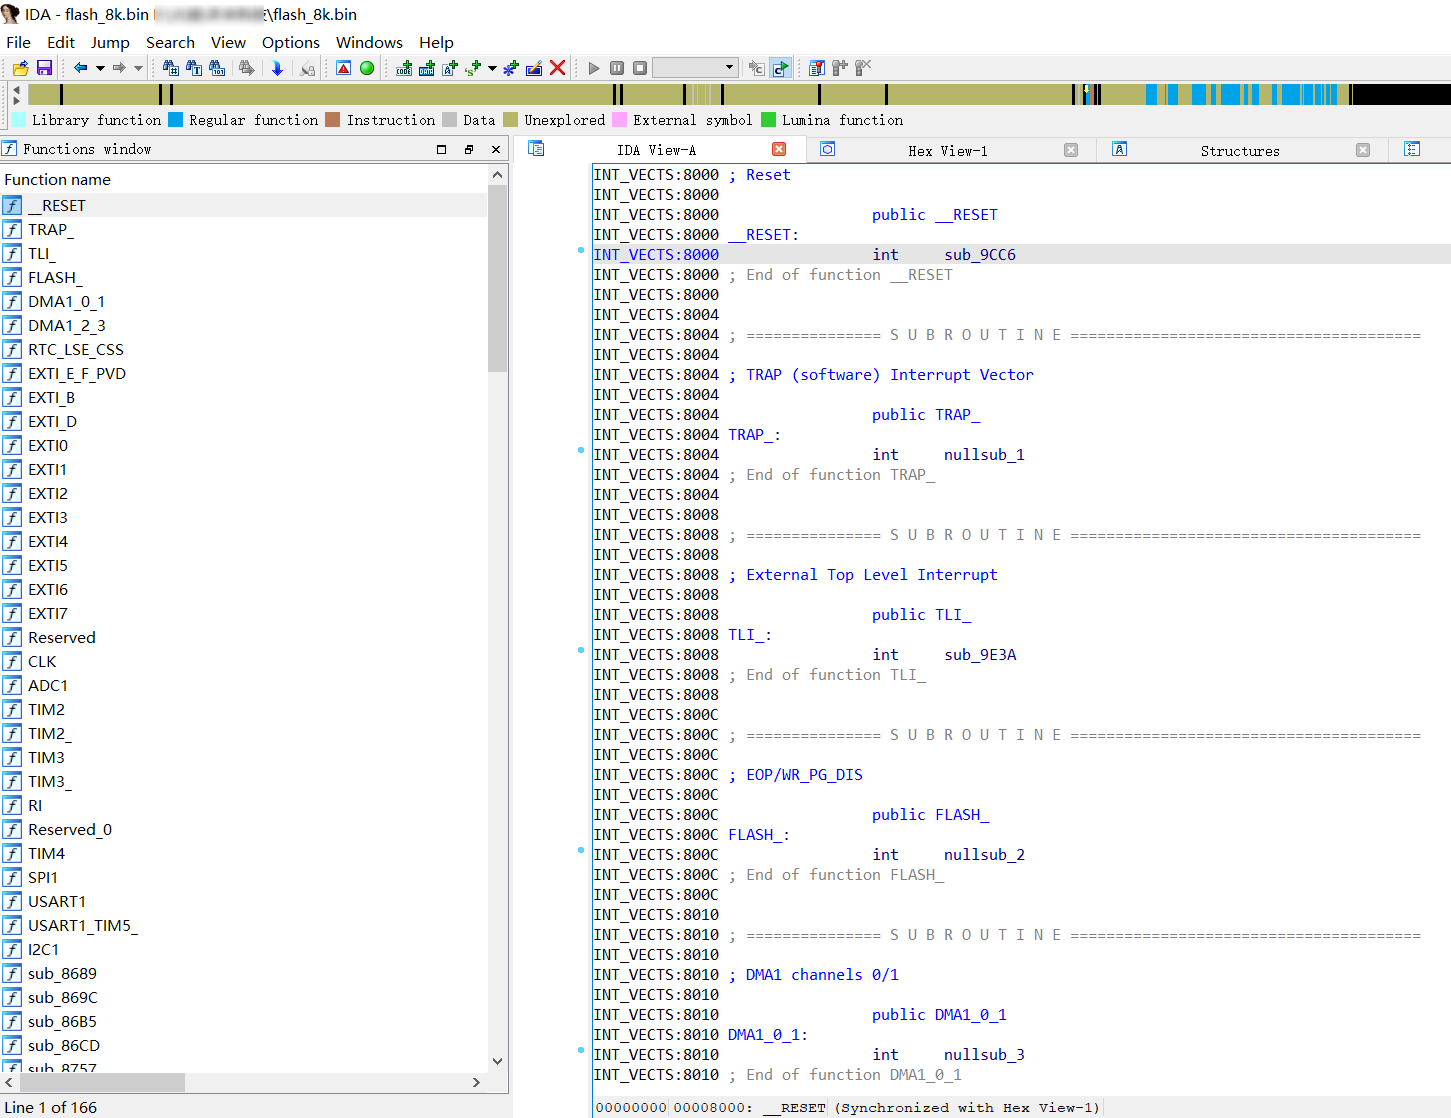 IDA - flash_8k.bin \flash_8k.bin
File Edit Jump Search View Options Windows Help
Library function Regular function Instruction Data Unexplored External symbol Lumina function
Functions window
IDA View-A Hex View-1 Structures
Function name
__RESET
TRAP_
TLI_
FLASH_
DMA1_0_1
DMA1_2_3
RTC_LSE_CSS
EXTI_E_F_PVD
EXTI_B
EXTI_D
EXTI0
EXTI1
EXTI2
EXTI3
EXTI4
EXTI5
EXTI6
EXTI7
Reserved
CLK
ADC1
TIM2
TIM2_
TIM3
TIM3_
RI
Reserved_0
TIM4
SPI1
USART1
USART1_TIM5_
I2C1
sub_8689
sub_869C
sub_86B5
sub_86CD
sub_8757
Line 1 of 166
INT_VECTS:8000 ; Reset
INT_VECTS:8000
INT_VECTS:8000 public __RESET
INT_VECTS:8000 __RESET:
INT_VECTS:8000 int sub_9CC6
INT_VECTS:8000 ; End of function __RESET
INT_VECTS:8000
INT_VECTS:8004
INT_VECTS:8004 ; =============== S U B R O U T I N E =======================================
INT_VECTS:8004
INT_VECTS:8004 ; TRAP (software) Interrupt Vector
INT_VECTS:8004
INT_VECTS:8004 public TRAP_
INT_VECTS:8004 TRAP_:
INT_VECTS:8004 int nullsub_1
INT_VECTS:8004 ; End of function TRAP_
INT_VECTS:8004
INT_VECTS:8008
INT_VECTS:8008 ; =============== S U B R O U T I N E =======================================
INT_VECTS:8008
INT_VECTS:8008 ; External Top Level Interrupt
INT_VECTS:8008
INT_VECTS:8008 public TLI_
INT_VECTS:8008 TLI_:
INT_VECTS:8008 int sub_9E3A
INT_VECTS:8008 ; End of function TLI_
INT_VECTS:8008
INT_VECTS:800C
INT_VECTS:800C ; =============== S U B R O U T I N E =======================================
INT_VECTS:800C
INT_VECTS:800C ; EOP/WR_PG_DIS
INT_VECTS:800C
INT_VECTS:800C public FLASH_
INT_VECTS:800C FLASH_:
INT_VECTS:800C int nullsub_2
INT_VECTS:800C ; End of function FLASH_
INT_VECTS:800C
INT_VECTS:8010
INT_VECTS:8010 ; =============== S U B R O U T I N E =======================================
INT_VECTS:8010
INT_VECTS:8010 ; DMA1 channels 0/1
INT_VECTS:8010
INT_VECTS:8010 public DMA1_0_1
INT_VECTS:8010 DMA1_0_1:
INT_VECTS:8010 int nullsub_3
INT_VECTS:8010 ; End of function DMA1_0_1
00000000 00008000: __RESET (Synchronized with Hex View-1)